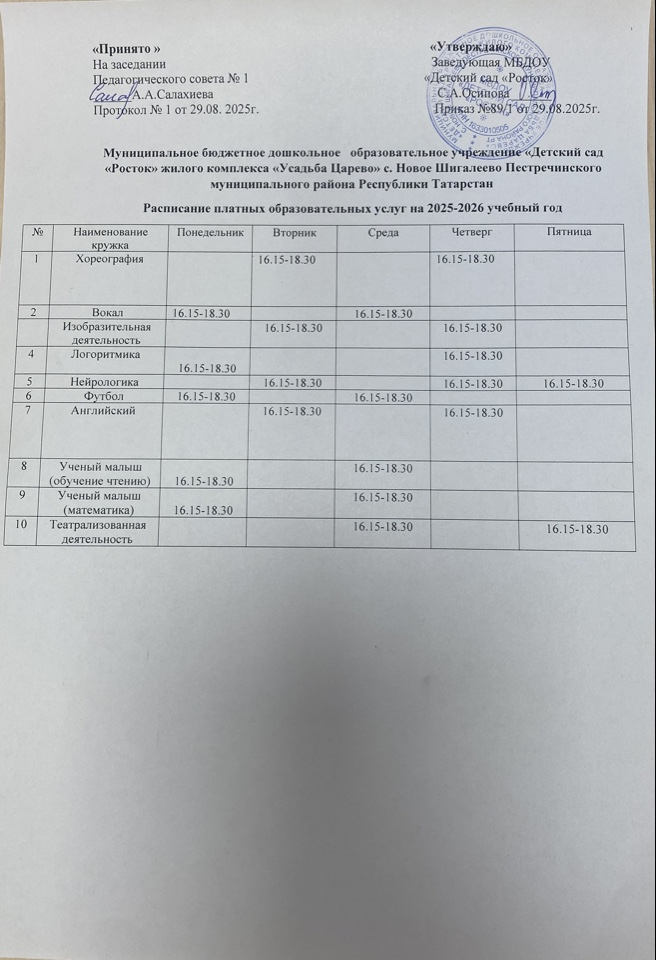 «Принято »
На заседании
Педагогического совета № 1
А.А.Салахиева
Протокол № 1 от 29.08. 2025г.
«Утверждаю»
Заведующая МБДОУ
«Детский сад «Росток»
С.А.Осипова
Приказ №89/1 от 29.08.2025г.
Муниципальное бюджетное дошкольное образовательное учреждение «Детский сад
«Росток» жилого комплекса «Усадьба Царево» с. Новое Шигалеево Пестречинского
муниципального района Республики Татарстан
Расписание платных образовательных услуг на 2025-2026 учебный год
№ Наименование кружка Понедельник Вторник Среда Четверг Пятница
1 Хореография 16.15-18.30 16.15-18.30
2 Вокал 16.15-18.30 16.15-18.30
Изобразительная деятельность 16.15-18.30 16.15-18.30
4 Логоритмика 16.15-18.30 16.15-18.30
5 Нейрологика 16.15-18.30 16.15-18.30 16.15-18.30
6 Футбол 16.15-18.30 16.15-18.30
7 Английский 16.15-18.30 16.15-18.30
8 Ученый малыш (обучение чтению) 16.15-18.30 16.15-18.30
9 Ученый малыш (математика) 16.15-18.30 16.15-18.30
10 Театрализованная деятельность 16.15-18.30 16.15-18.30